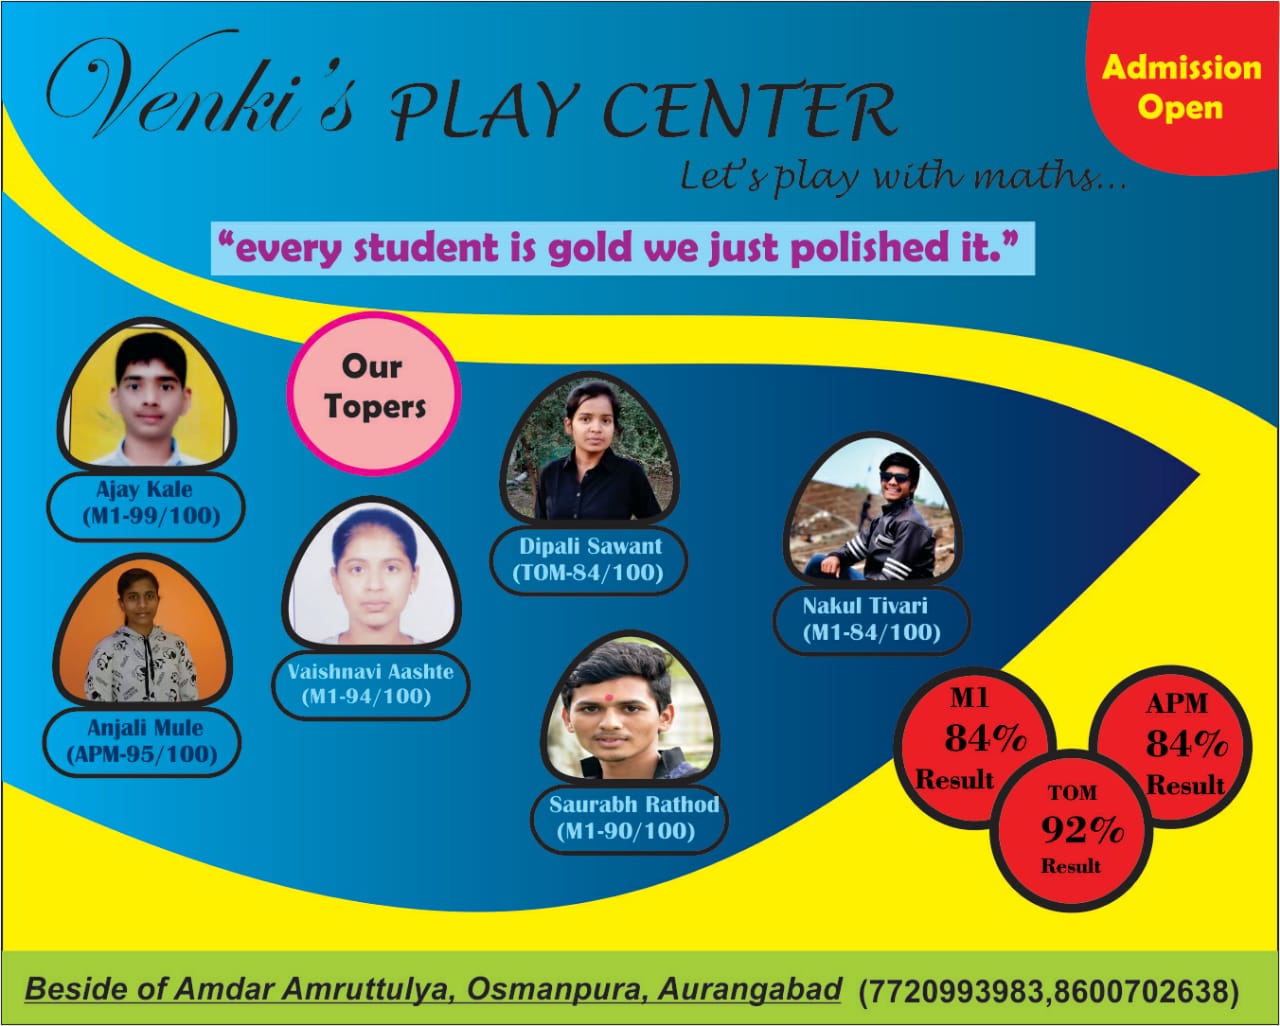 Venki's PLAY CENTER
Let's play with maths...
Admission
Open
“every student is gold we just polished it.”
Our
Topers
Ajay Kale
(M1-99/100)
Anjali Mule
(APM-95/100)
Vaishnavi Aashte
(M1-94/100)
Dipali Sawant
(TOM-84/100)
Saurabh Rathod
(M1-90/100)
Nakul Tivari
(M1-84/100)
M1
84%
Result
TOM
92%
Result
APM
84%
Result
Beside of Amdar Amruttulya, Osmanpura, Aurangabad (7720993983,8600702638)